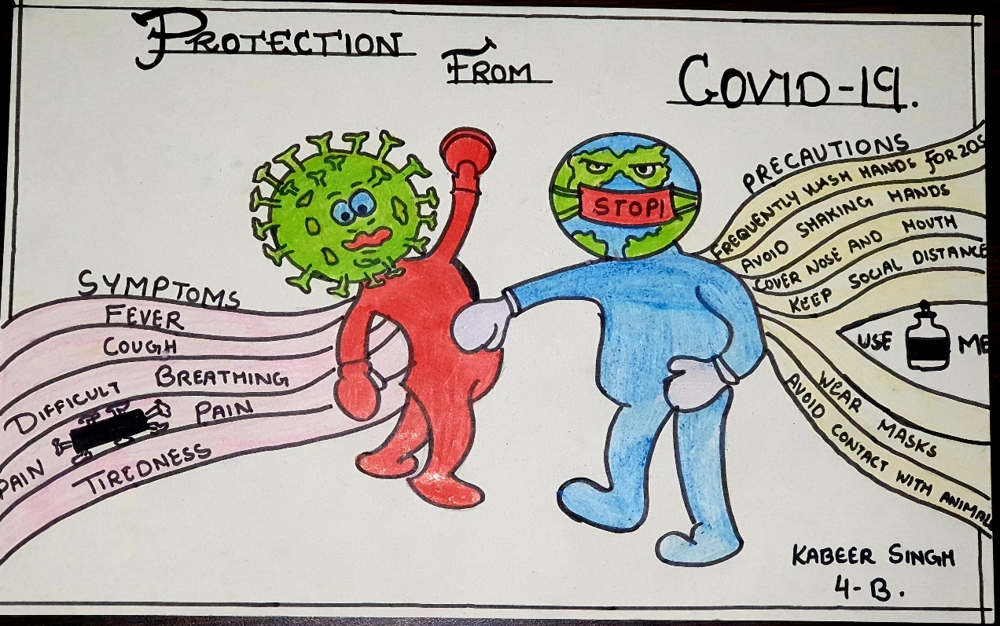 PROTECTION
FROM
COVID-19.
SYMPTOMS
FEVER
COUGH
DIFFICULT BREATHING
PAIN PAIN
TIREDNESS
STOP!
PRECAUTIONS
FREQUENTLY WASH HANDS FOR 20S
AVOID SHAKING HANDS
COVER NOSE AND MOUTH
KEEP SOCIAL DISTANCE
USE ME
WEAR MASKS
AVOID CONTACT WITH ANIMAL
KABEER SINGH
4-B.